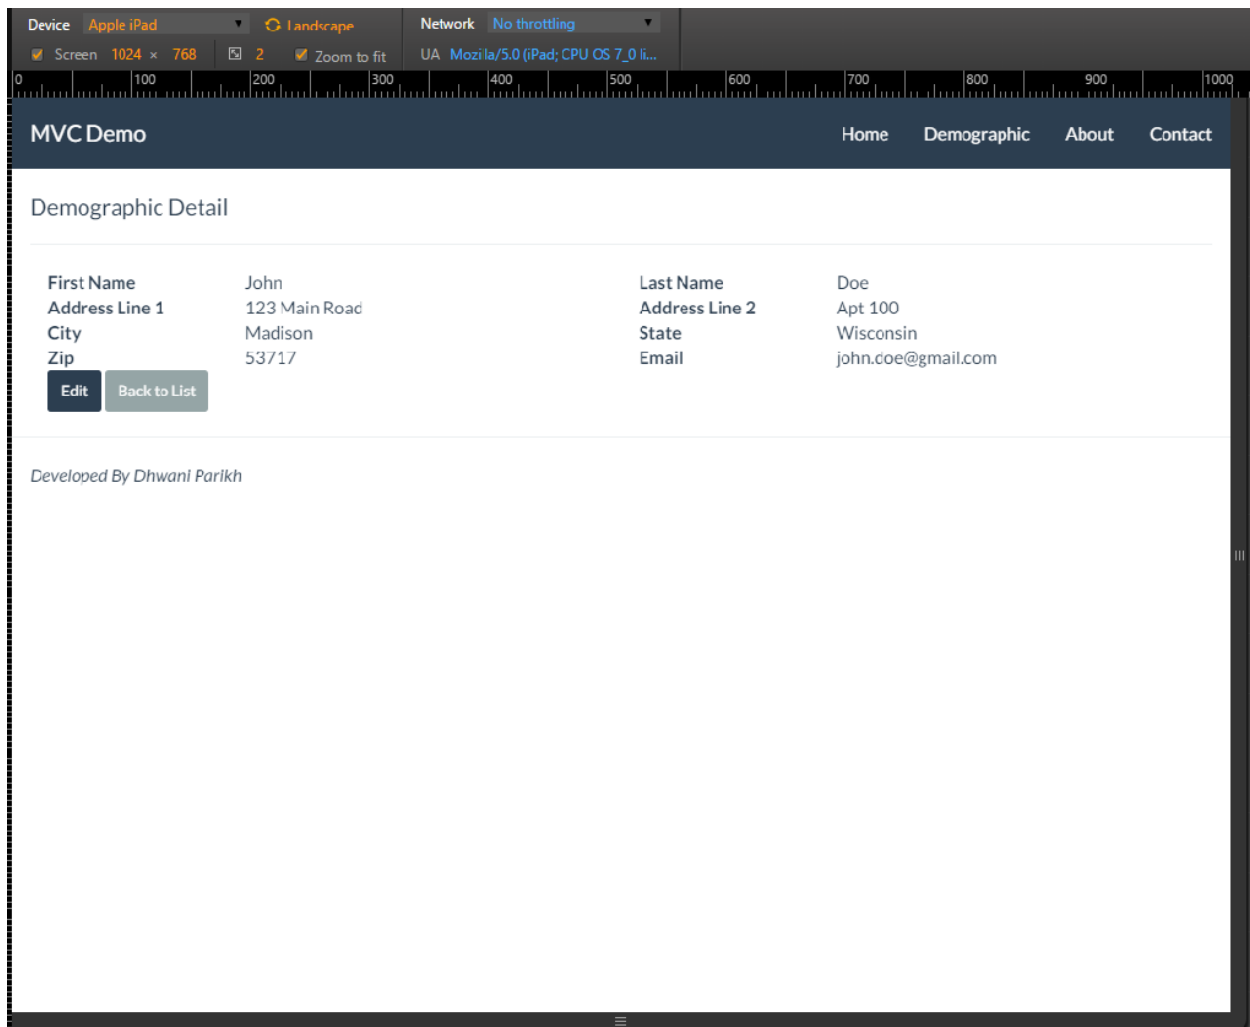 Device Apple iPad ▼ Landscape Network No throttling ▼
Screen 1024 × 768 2 Zoom to fit UA Mozilla/5.0 (iPad; CPU OS 7_0 li...
0 100 200 300 400 500 600 700 800 900 1000
MVC Demo Home Demographic About Contact
Demographic Detail
First Name John Last Name Doe
Address Line 1 123 Main Road Address Line 2 Apt 100
City Madison State Wisconsin
Zip 53717 Email john.doe@gmail.com
Edit Back to List
Developed By Dhwani Parikh